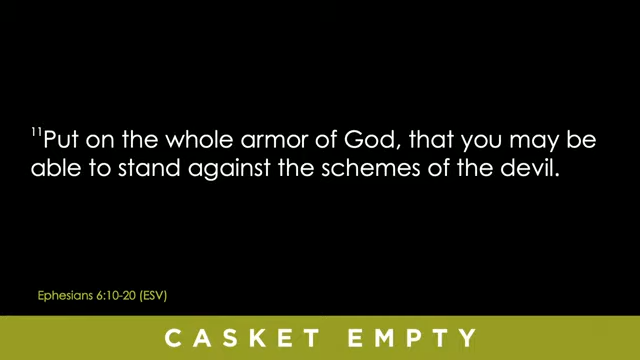 ¹¹Put on the whole armor of God, that you may be
able to stand against the schemes of the devil.
Ephesians 6:10-20 (ESV)
CASKET EMPTY